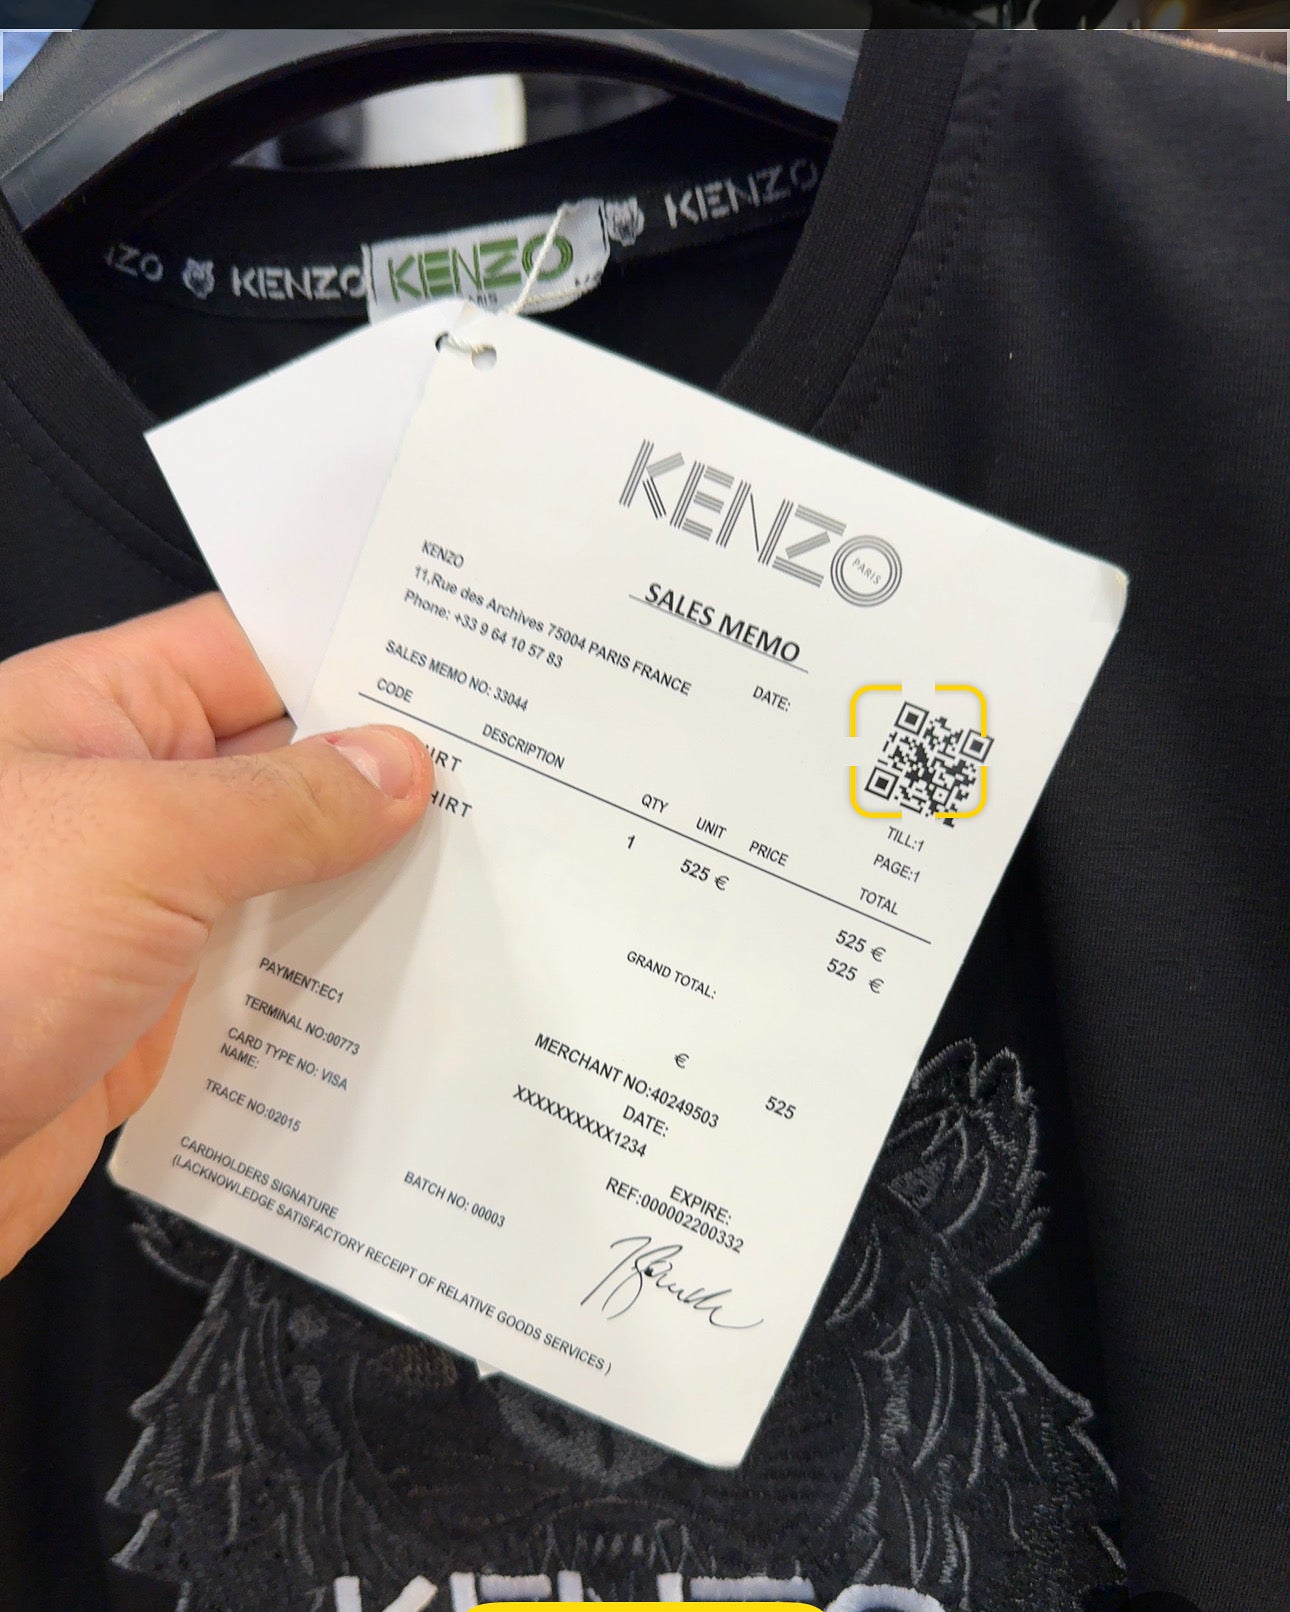 ZO
KENZO
KENZO
KENZO
KENZO
PARIS
SALES MEMO
KENZO
11,Rue des Archives 75004 PARIS FRANCE
Phone: +33 9 64 10 57 83
DATE:
SALES MEMO NO: 33044
TILL:1
PAGE:1
CODE DESCRIPTION QTY UNIT PRICE TOTAL
IRT 1 525 € 525 €
HIRT 525 €
GRAND TOTAL:
€ 525
PAYMENT:EC1
MERCHANT NO:40249503
TERMINAL NO:00773
DATE:
CARD TYPE NO: VISA
XXXXXXXXXX1234
NAME:
EXPIRE:
TRACE NO:02015
BATCH NO: 00003
REF:000002200332
CARDHOLDERS SIGNATURE
(LACKNOWLEDGE SATISFACTORY RECEIPT OF RELATIVE GOODS SERVICES )
KENZO